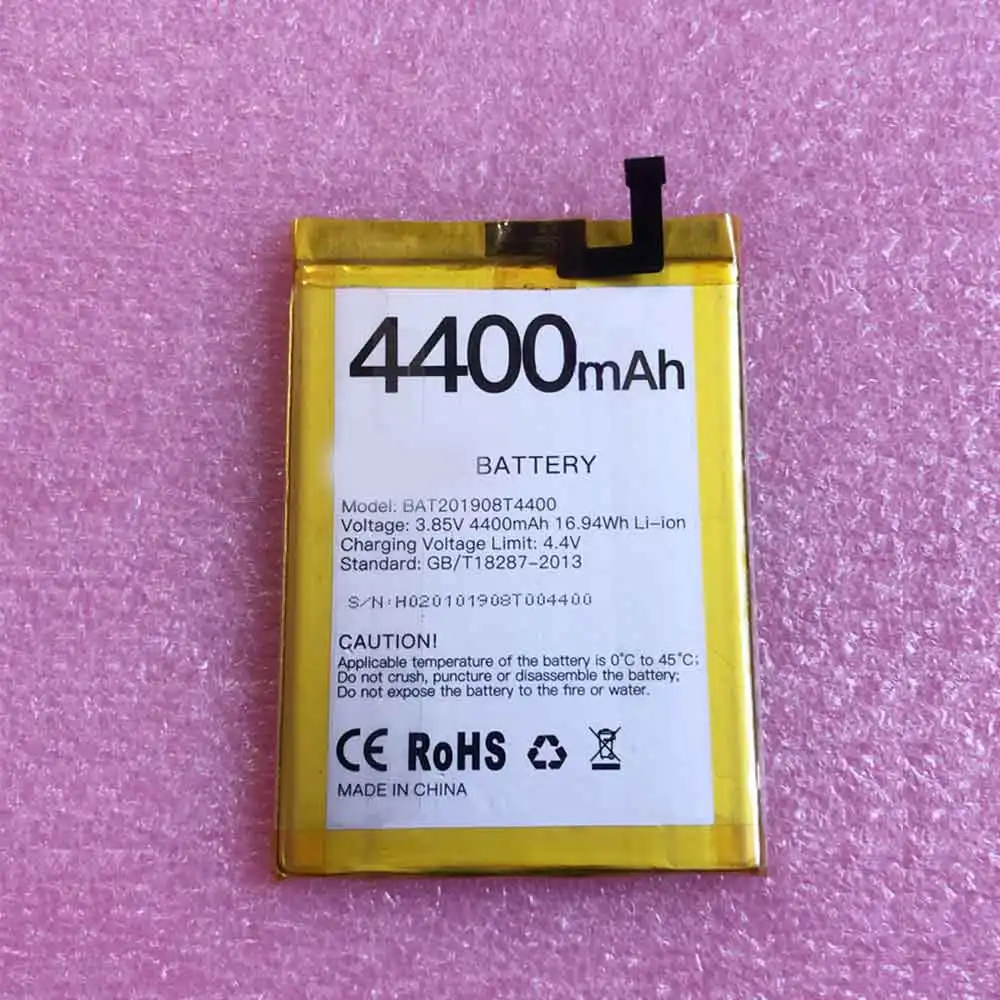 4400mAh
BATTERY
Model: BAT201908T4400
Voltage: 3.85V 4400mAh 16.94Wh Li-ion
Charging Voltage Limit: 4.4V
Standard: GB/T18287-2013
S/N:H020101908T004400
CAUTION!
Applicable temperature of the battery is 0°C to 45°C;
Do not crush, puncture or disassemble the battery;
Do not expose the battery to the fire or water.
CE RoHS
MADE IN CHINA